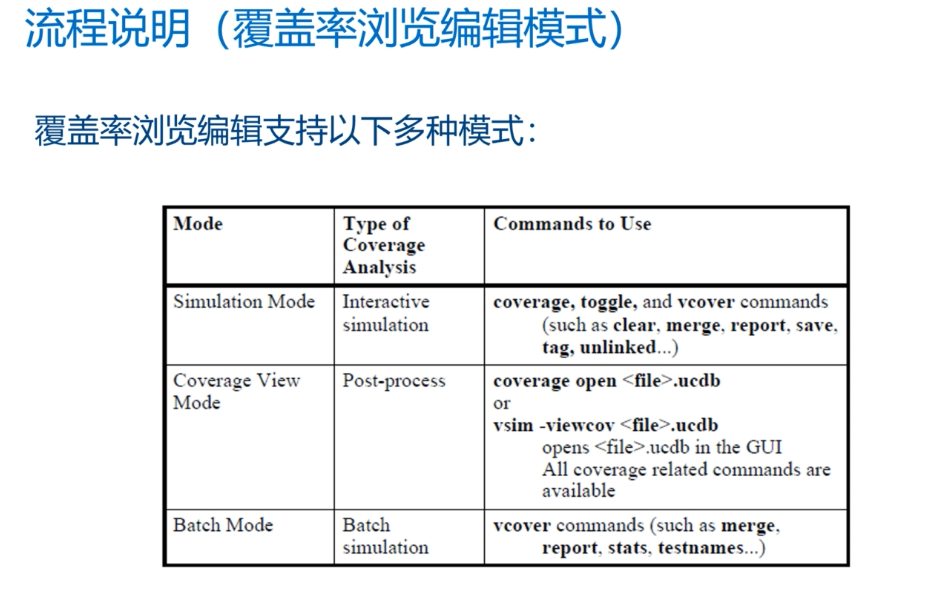 流程说明（覆盖率浏览编辑模式）
覆盖率浏览编辑支持以下多种模式：
Mode
Type of
Coverage
Analysis
Commands to Use
Simulation Mode
Interactive
simulation
coverage, toggle, and vcover commands
(such as clear, merge, report, save,
tag, unlinked...)
Coverage View
Mode
Post-process
coverage open <file>.ucdb
or
vsim -viewcov <file>.ucdb
opens <file>.ucdb in the GUI
All coverage related commands are
available
Batch Mode
Batch
simulation
vcover commands (such as merge,
report, stats, testnames...)